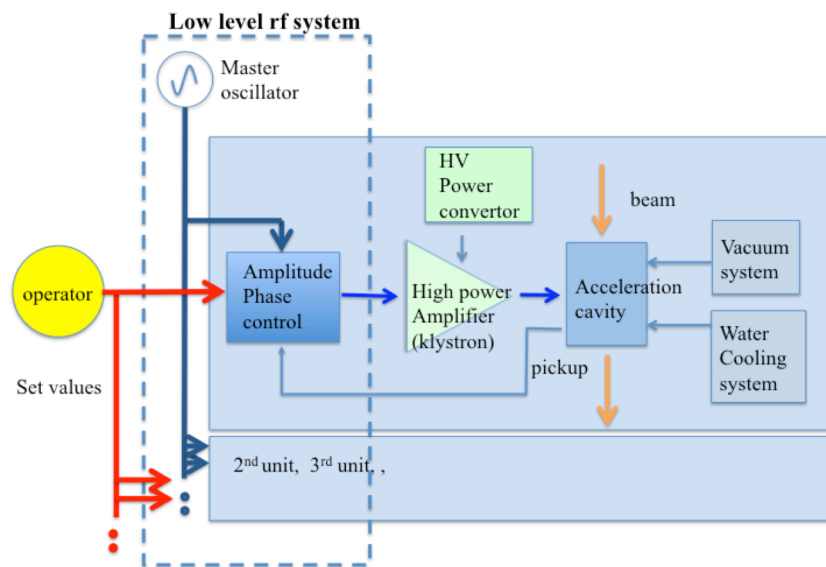 Low level rf system
Master
oscillator
HV
Power
convertor
beam
Vacuum
system
operator
Amplitude
Phase
control
High power
Amplifier
(klystron)
Acceleration
cavity
Water
Cooling
system
Set values
pickup
2nd unit, 3rd unit, ,